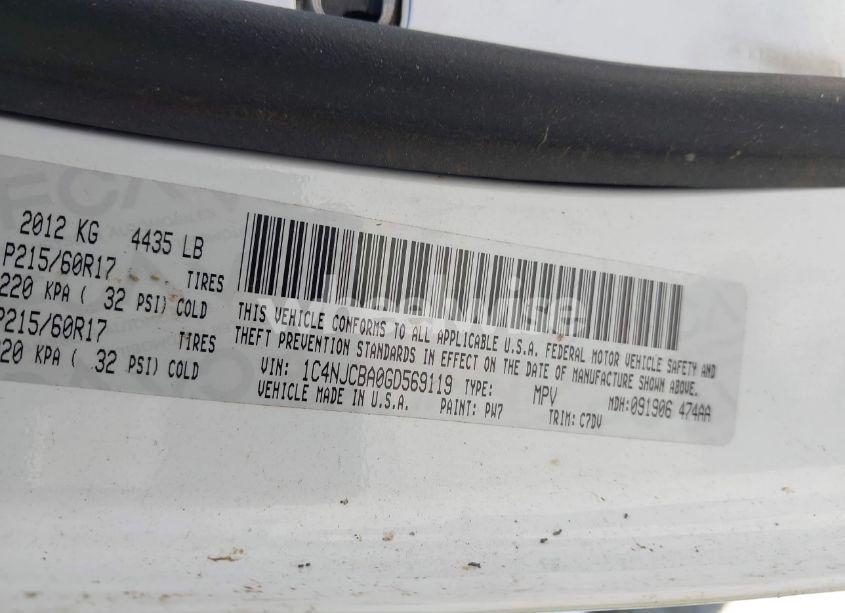 2012 KG 4435 LB
P215/60R17 TIRES
220 KPA ( 32 PSI) COLD
P215/60R17 TIRES
220 KPA ( 32 PSI) COLD
THIS VEHICLE CONFORMS TO ALL APPLICABLE U.S.A. FEDERAL MOTOR VEHICLE SAFETY AND
THEFT PREVENTION STANDARDS IN EFFECT ON THE DATE OF MANUFACTURE SHOWN ABOVE.
VIN: 1C4NJCBA0GD569119 TYPE: MPV MDH:091906 474AA
VEHICLE MADE IN U.S.A. PAINT: PW7 TRIM: C7DV
wheelwise